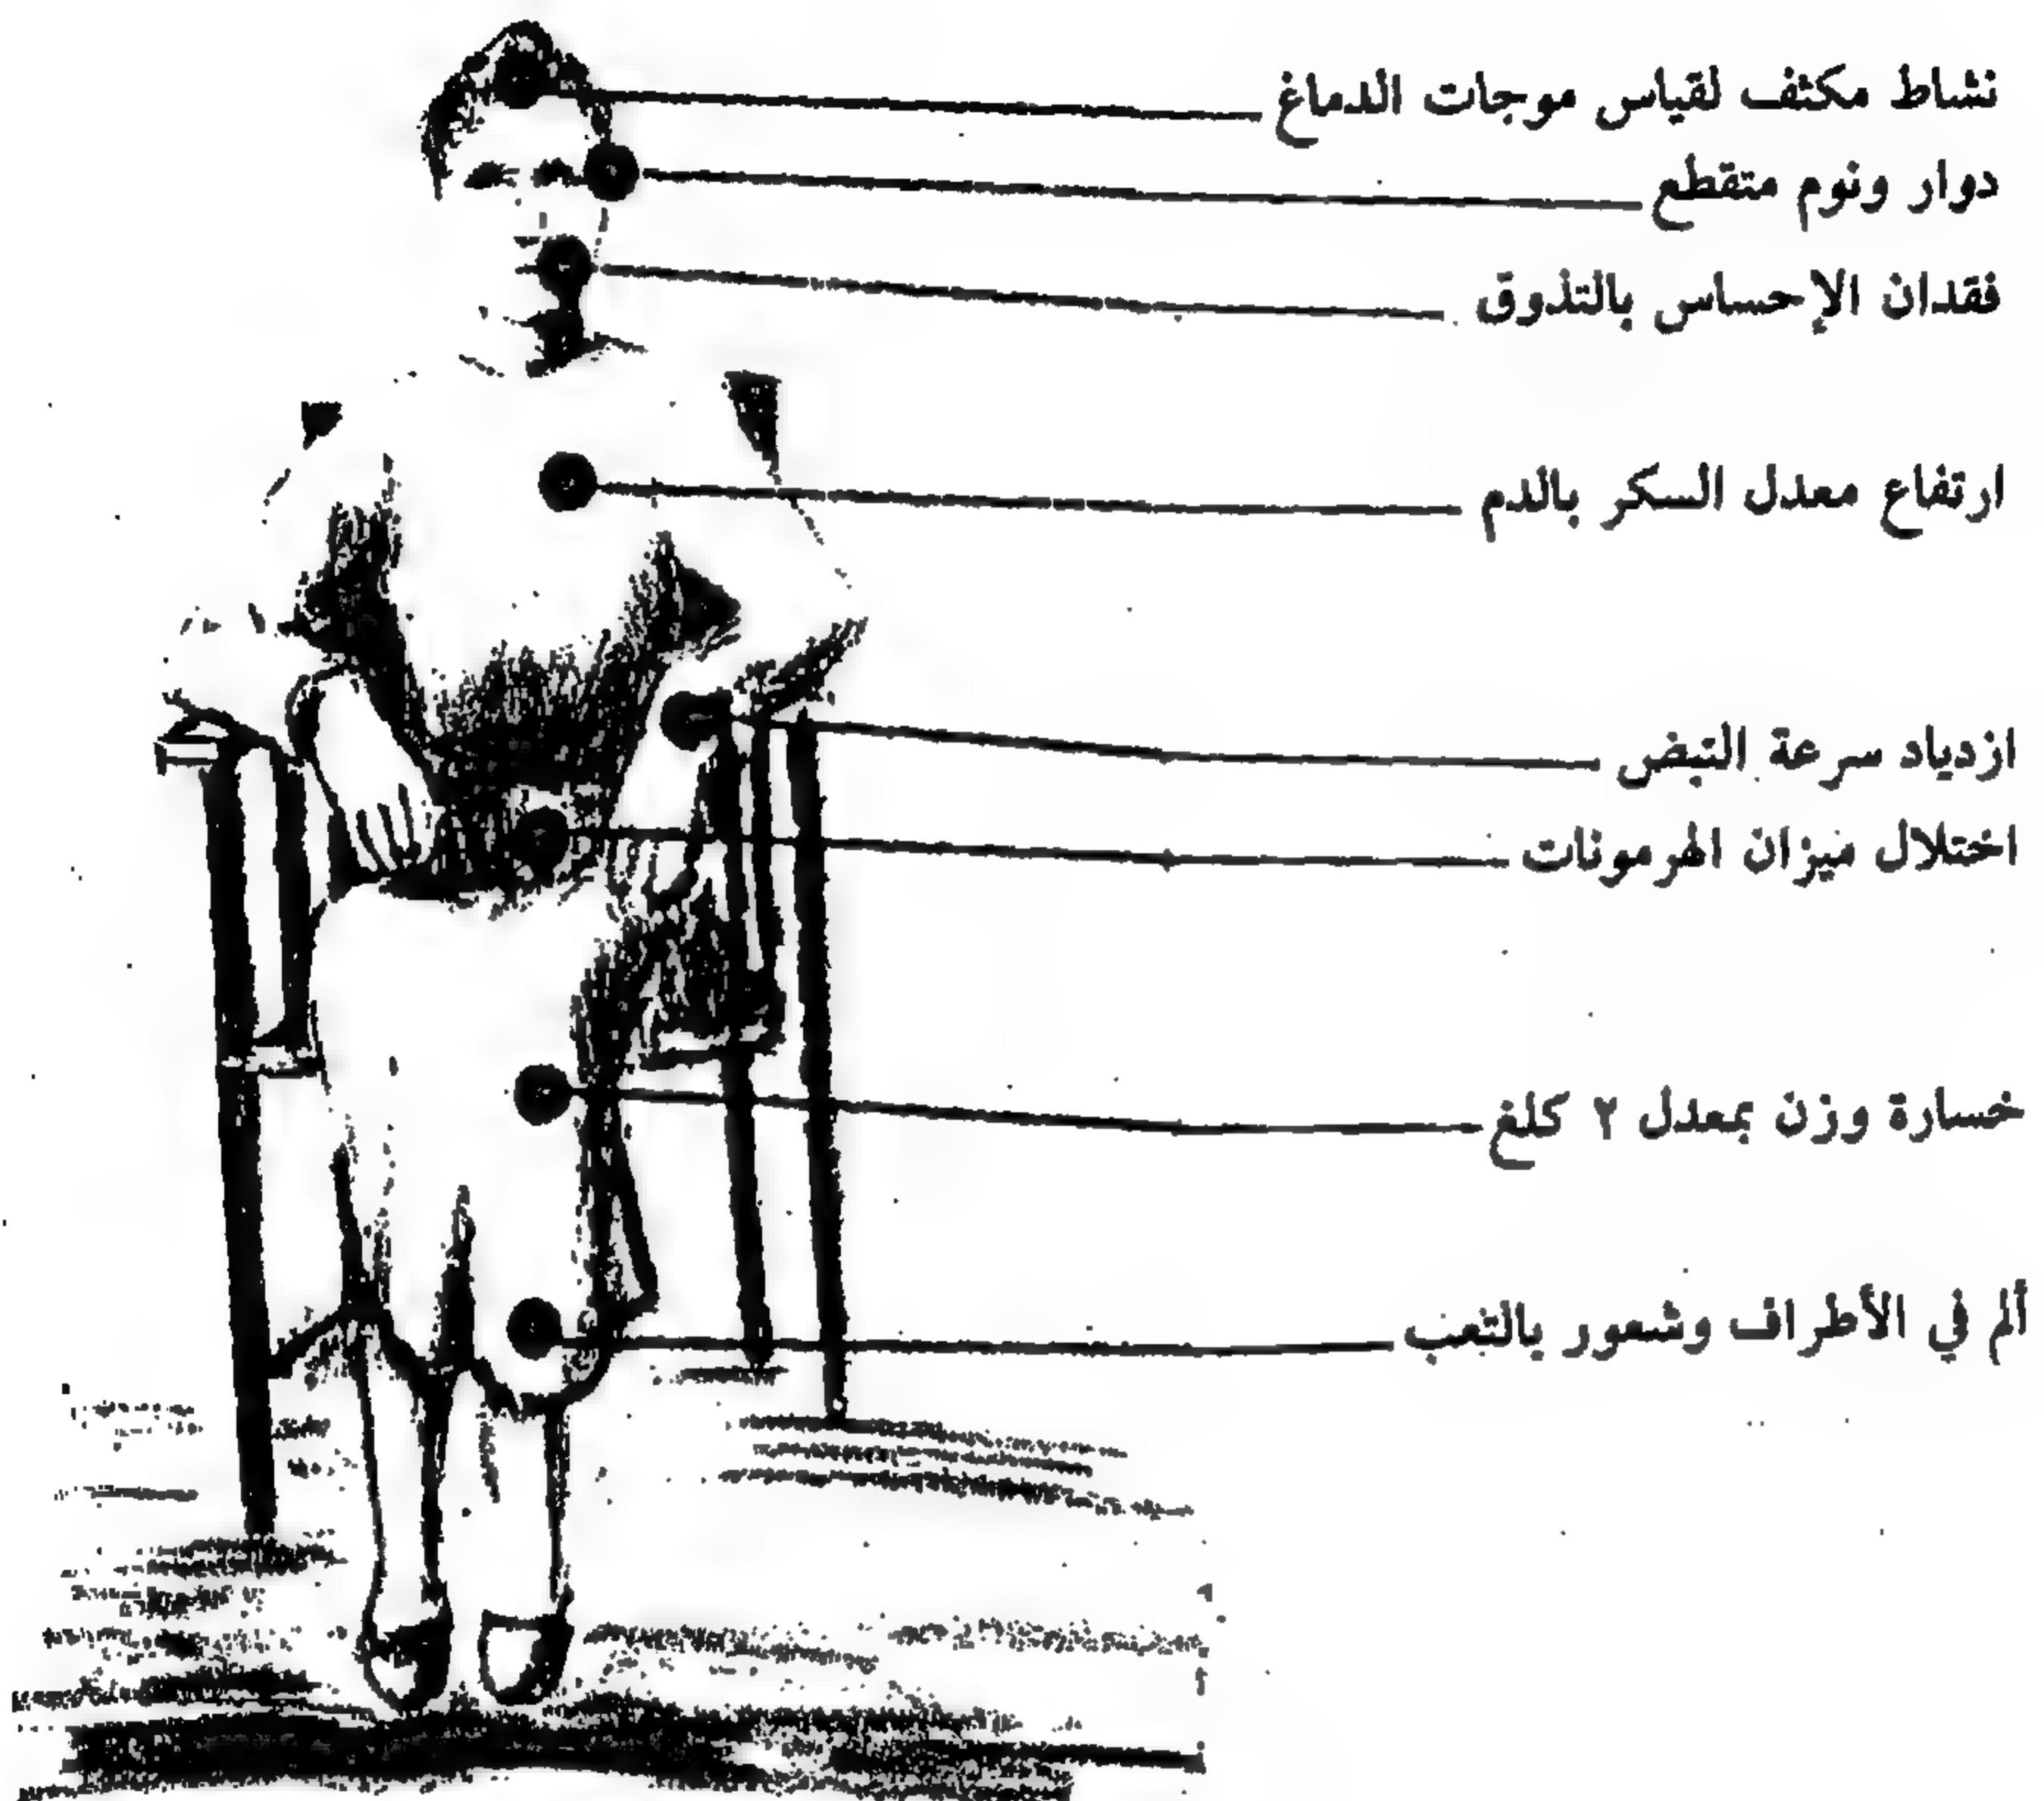 نشاط مكثف لقياس موجات الدماغ
دوار ونوم متقطع
فقدان الإحساس بالتذوق
ارتفاع معدل السكر بالدم
ازدياد سرعة النبض
اختلال ميزان الهرمونات
خسارة وزن بمعدل ٢ كلغ
ألم في الأطراف وشعور بالتعب